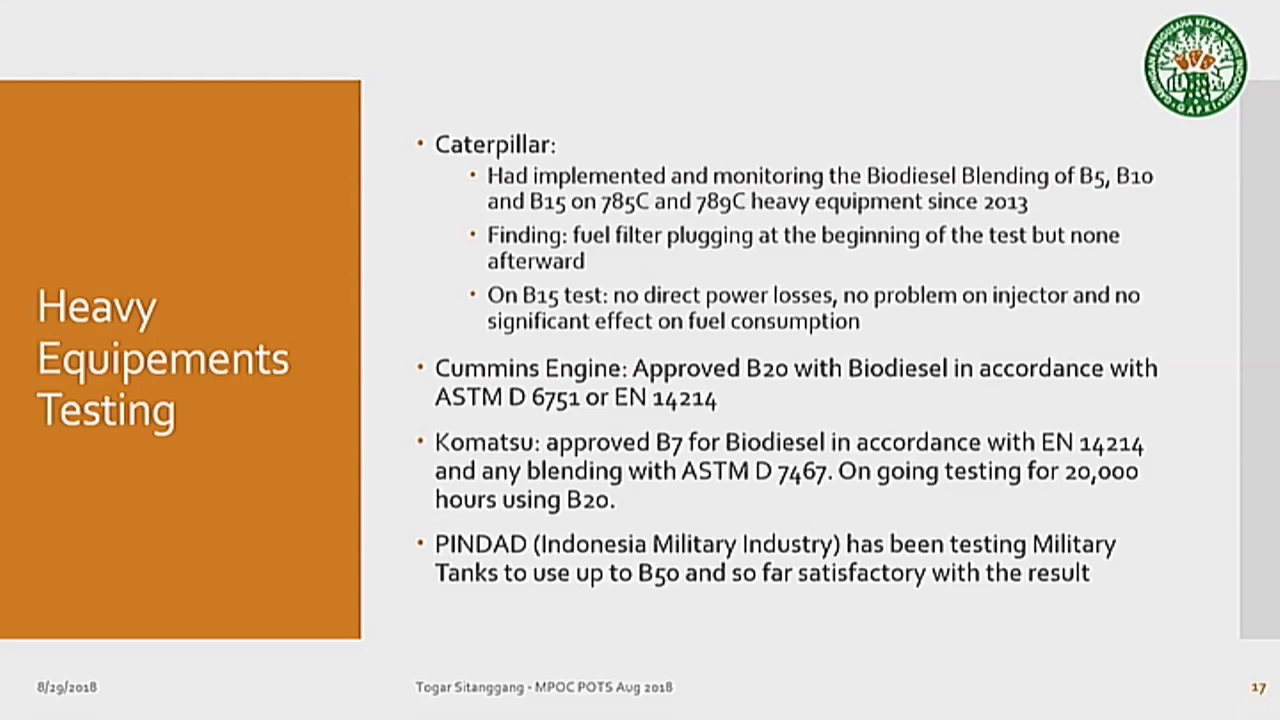 GABUNGAN PENGUSAHA KELAPA SAWIT INDONESIA
GAPKI
Heavy
Equipements
Testing
• Caterpillar:
• Had implemented and monitoring the Biodiesel Blending of B5, B10
and B15 on 785C and 789C heavy equipment since 2013
• Finding: fuel filter plugging at the beginning of the test but none
afterward
• On B15 test: no direct power losses, no problem on injector and no
significant effect on fuel consumption
• Cummins Engine: Approved B20 with Biodiesel in accordance with
ASTM D 6751 or EN 14214
• Komatsu: approved B7 for Biodiesel in accordance with EN 14214
and any blending with ASTM D 7467. On going testing for 20,000
hours using B20.
• PINDAD (Indonesia Military Industry) has been testing Military
Tanks to use up to B50 and so far satisfactory with the result
8/29/2018
Togar Sitanggang - MPOC POTS Aug 2018
17